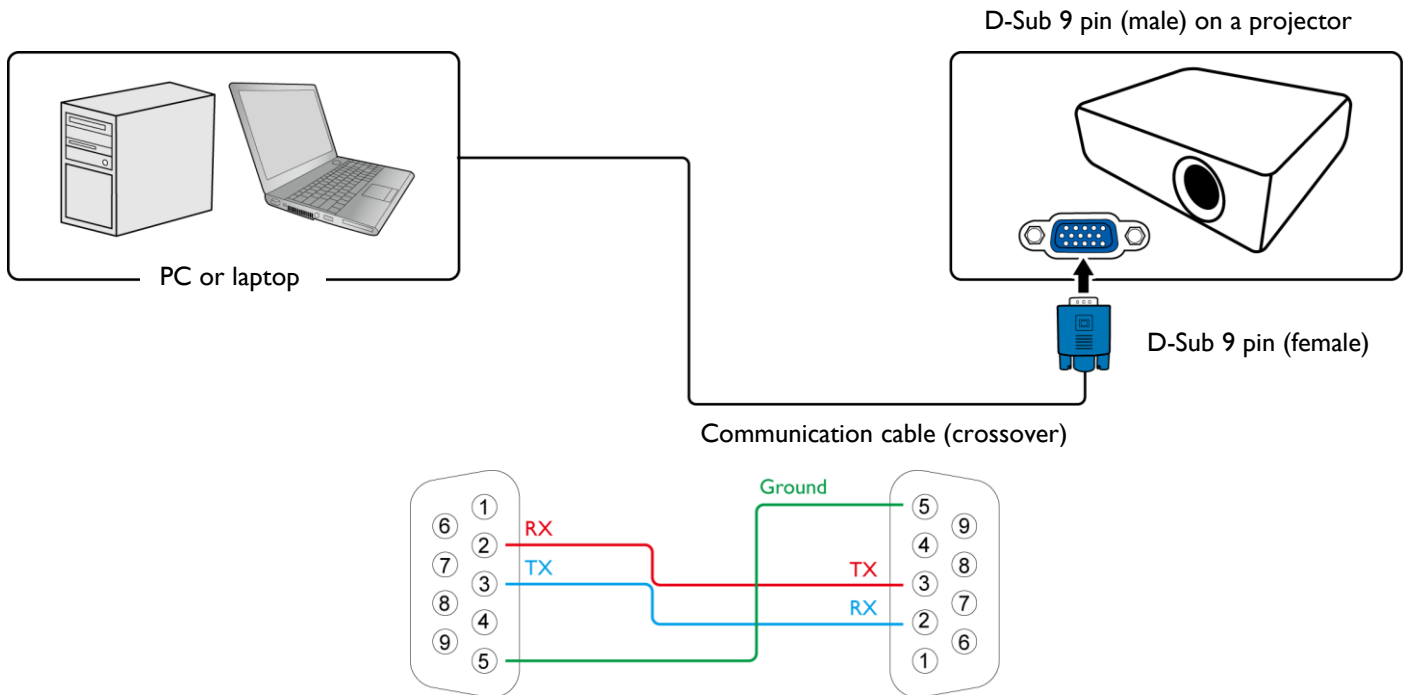 D-Sub 9 pin (male) on a projector
PC or laptop
D-Sub 9 pin (female)
Communication cable (crossover)
Ground
1
6
2
7
3
8
4
9
5
RX
TX
TX
RX
5
9
4
8
3
7
2
6
1